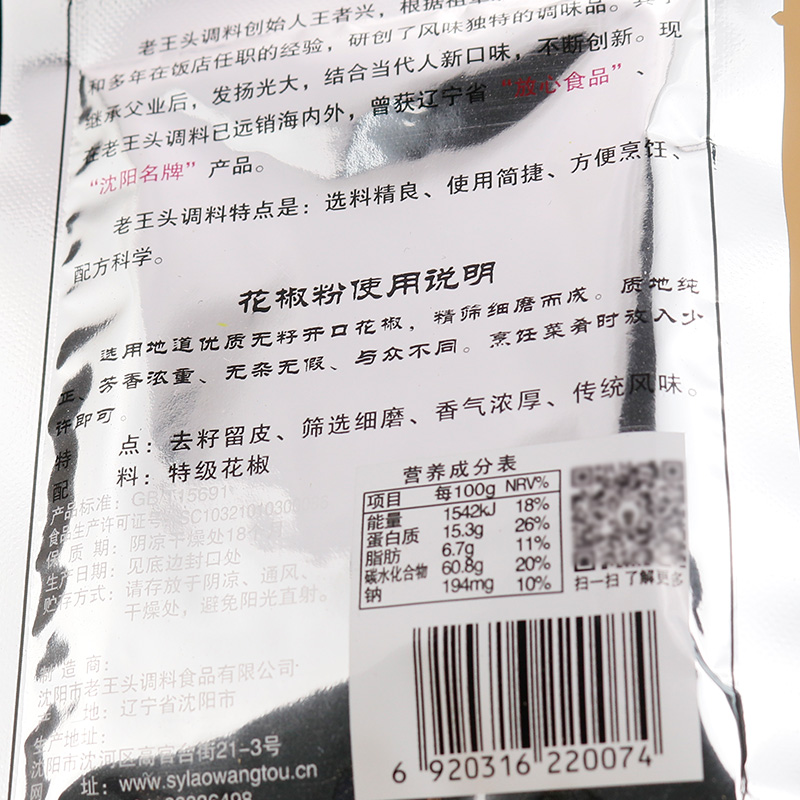 老王头调料创始人王者兴，根据祖辈
和多年在饭店任职的经验，研创了风味独特的调味品。其子
继承父业后，发扬光大，结合当代人新口味，不断创新。现
在老王头调料已远销海内外，曾获辽宁省“放心食品”、
“沈阳名牌”产品。
老王头调料特点是：选料精良、使用简捷、方便烹饪、
配方科学。
花椒粉使用说明
选用地道优质无籽开口花椒，精筛细磨而成。质地纯
正、芳香浓重、无杂无假、与众不同。烹饪菜肴时放入少
许即可。
特 点：去籽留皮、筛选细磨、香气浓厚、传统风味。
配 料：特级花椒
产品标准：GB/T15691
食品生产许可证号：SC103210103
保 质 期：阴凉干燥处18个月
生产日期：见底边封口处
贮存方式：请存放于阴凉、通风、
干燥处，避免阳光直射。
制 造 商：
沈阳市老王头调料食品有限公司
产 地：辽宁省沈阳市
生产地址：
沈阳市沈河区高官台街21-3号
网 址：www.sylaowangtou.cn
营养成分表
项目 每100g NRV%
能量 1542kJ 18%
蛋白质 15.3g 26%
脂肪 6.7g 11%
碳水化合物 60.8g 20%
钠 194mg 10%
扫一扫 了解更多
6 920316 220074